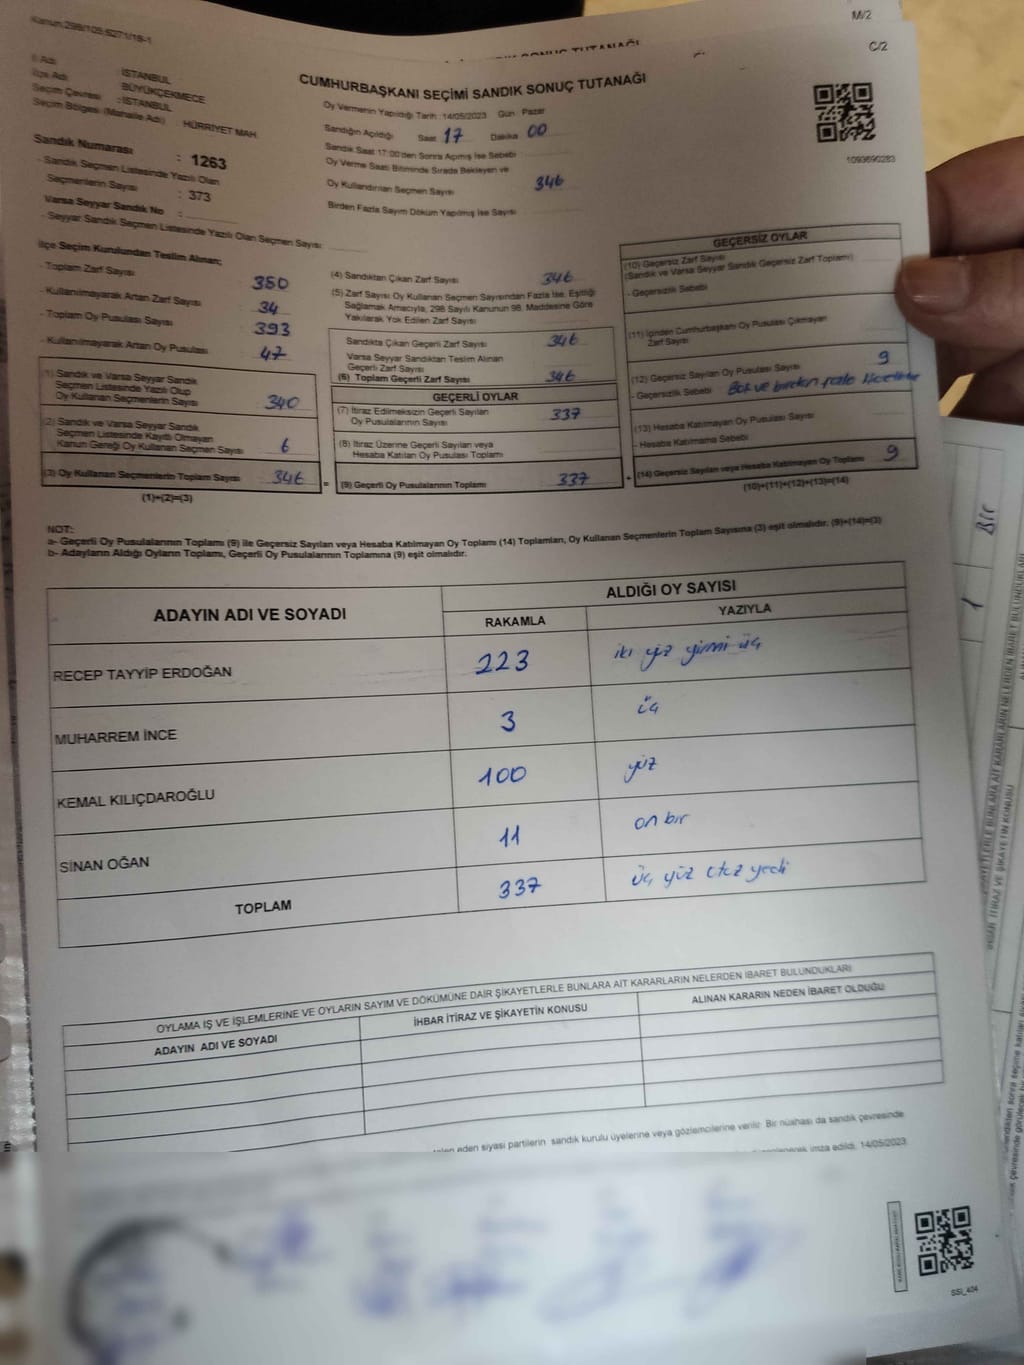 Kanun:298/105;6271/18-1
M/2
C/2
İl Adı : İSTANBUL
İlçe Adı BÜYÜKÇEKMECE
Seçim Çevresi : İSTANBUL
Seçim Bölgesi (Mahalle Adı) HÜRRİYET MAH.
CUMHURBAŞKANI SEÇİMİ SANDIK SONUÇ TUTANAĞI
Oy Vermenin Yapıldığı Tarih :14/05/2023 Gün : Pazar
Sandığın Açıldığı Saat 17 Dakika 00
Sandık Saat 17:00'den Sonra Açmış İse Sebebi
Oy Verme Saati Bitiminde Sırada Bekleyen ve
Oy Kullandırılan Seçmen Sayısı 346
Birden Fazla Sayım Döküm Yapılmış İse Sayısı
1093690283
Sandık Numarası : 1263
- Sandık Seçmen Listesinde Yazılı Olan
Seçmenlerin Sayısı : 373
Varsa Seyyar Sandık No :
- Seyyar Sandık Seçmen Listesinde Yazılı Olan Seçmen Sayısı:
İlçe Seçim Kurulundan Teslim Alınan;
- Toplam Zarf Sayısı 380
- Kullanılmayarak Artan Zarf Sayısı 34
- Toplam Oy Pusulası Sayısı 393
- Kullanılmayarak Artan Oy Pusulası 47
(1) Sandık ve Varsa Seyyar Sandık
Seçmen Listesinde Yazılı Olup
Oy Kullanan Seçmenlerin Sayısı 340
(2) Sandık ve Varsa Seyyar Sandık
Seçmen Listesinde Kayıtlı Olmayan
Kanun Gereği Oy Kullanan Seçmen Sayısı 6
(3) Oy Kullanan Seçmenlerin Toplam Sayısı 346 =
(1)+(2)=(3)
(4) Sandıktan Çıkan Zarf Sayısı 346
(5) Zarf Sayısı Oy Kullanan Seçmen Sayısından Fazla İse, Eşitliği
Sağlamak Amacıyla, 298 Sayılı Kanunun 98. Maddesine Göre
Yakılarak Yok Edilen Zarf Sayısı
Sandıkta Çıkan Geçerli Zarf Sayısı 346
Varsa Seyyar Sandıktan Teslim Alınan
Geçerli Zarf Sayısı
(6) Toplam Geçerli Zarf Sayısı 346
GEÇERLİ OYLAR
(7) İtiraz Edilmeksizin Geçerli Sayılan
Oy Pusulalarının Sayısı 337
(8) İtiraz Üzerine Geçerli Sayılan veya
Hesaba Katılan Oy Pusulası Toplamı
(9) Geçerli Oy Pusulalarının Toplamı 337 +
GEÇERSİZ OYLAR
(10) Geçersiz Zarf Sayısı
(Sandık ve Varsa Seyyar Sandık Geçersiz Zarf Toplamı)
- Geçersizlik Sebebi
(11) İçinden Cumhurbaşkanı Oy Pusulası Çıkmayan
Zarf Sayısı
(12) Geçersiz Sayılan Oy Pusulası Sayısı 9
- Geçersizlik Sebebi Boş ve birden fazla
(13) Hesaba Katılmayan Oy Pusulası Sayısı
- Hesaba Katılmama Sebebi
(14) Geçersiz Sayılan veya Hesaba Katılmayan Oy Toplamı 9
(10)+(11)+(12)+(13)=(14)
NOT:
a- Geçerli Oy Pusulalarının Toplamı (9) ile Geçersiz Sayılan veya Hesaba Katılmayan Oy Toplamı (14) Toplamları, Oy Kullanan Seçmenlerin Toplam Sayısına (3) eşit olmalıdır. (9)+(14)=(3)
b- Adayların Aldığı Oyların Toplamı, Geçerli Oy Pusulalarının Toplamına (9) eşit olmalıdır.
ADAYIN ADI VE SOYADI
ALDIĞI OY SAYISI
RAKAMLA YAZIYLA
RECEP TAYYİP ERDOĞAN 223 iki yüz yirmi üç
MUHARREM İNCE 3 üç
KEMAL KILIÇDAROĞLU 100 yüz
SİNAN OĞAN 11 on bir
TOPLAM 337 üç yüz otuz yedi
OYLAMA İŞ VE İŞLEMLERİNE VE OYLARIN SAYIM VE DÖKÜMÜNE DAİR ŞİKAYETLERLE BUNLARA AİT KARARLARIN NELERDEN İBARET BULUNDUKLARI
ADAYIN ADI VE SOYADI
İHBAR İTİRAZ VE ŞİKAYETİN KONUSU
ALINAN KARARIN NEDEN İBARET OLDUĞU
eden siyasi partilerin sandık kurulu üyelerine veya gözlemcilerine verilir. Bir nüshası da sandık çevresinde
imza edildi. 14/05/2023
SSİ_404
1
Bir